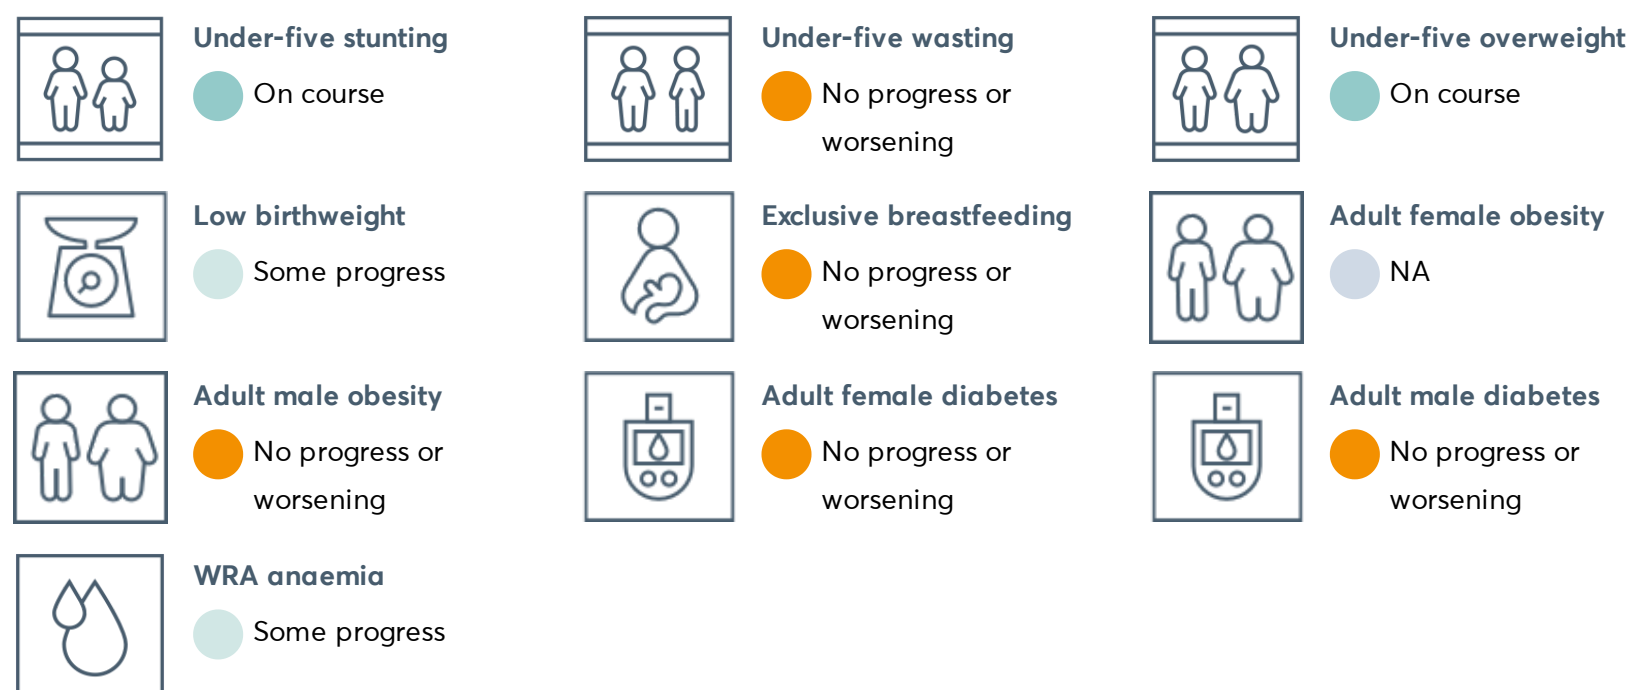 Under-five stunting
On course
Under-five wasting
No progress or
worsening
Under-five overweight
On course
Low birthweight
Some progress
Exclusive breastfeeding
No progress or
worsening
Adult female obesity
NA
Adult male obesity
No progress or
worsening
Adult female diabetes
No progress or
worsening
Adult male diabetes
No progress or
worsening
WRA anaemia
Some progress